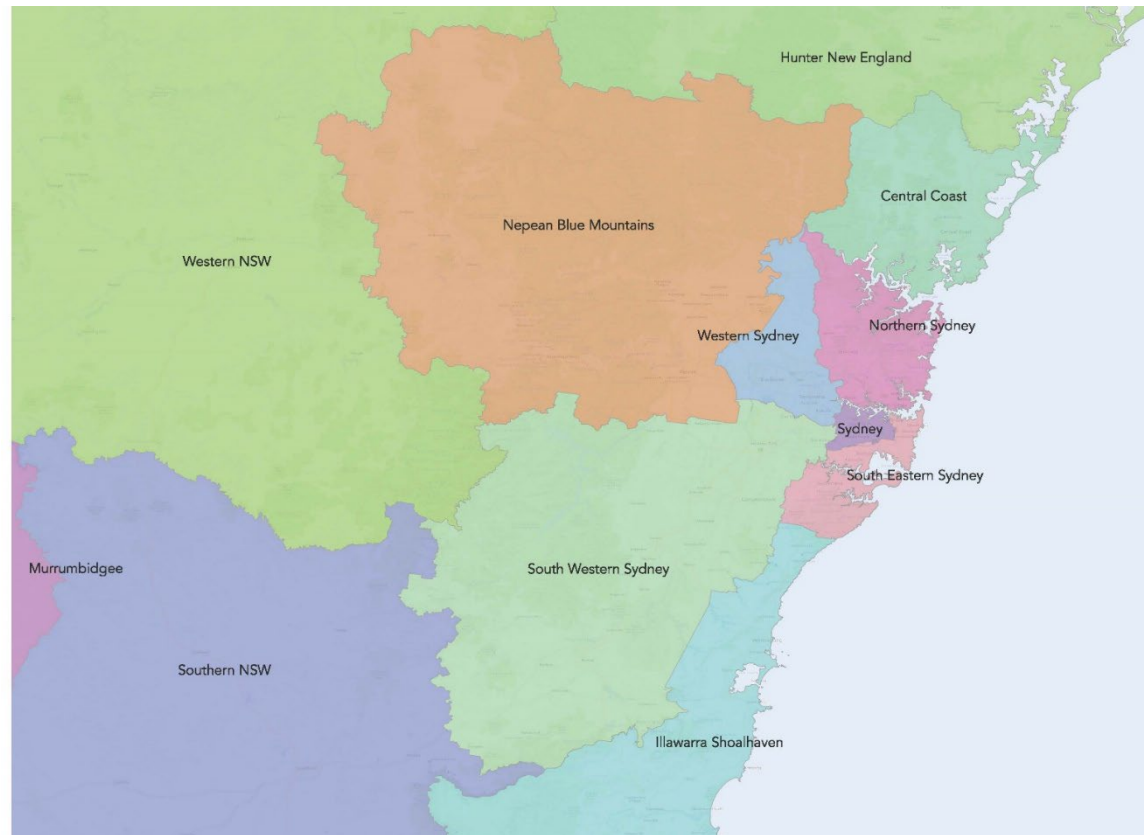 Hunter New England
Central Coast
Nepean Blue Mountains
Western NSW
Northern Sydney
Western Sydney
Sydney
South Eastern Sydney
South Western Sydney
Murrumbidgee
Southern NSW
Illawarra Shoalhaven